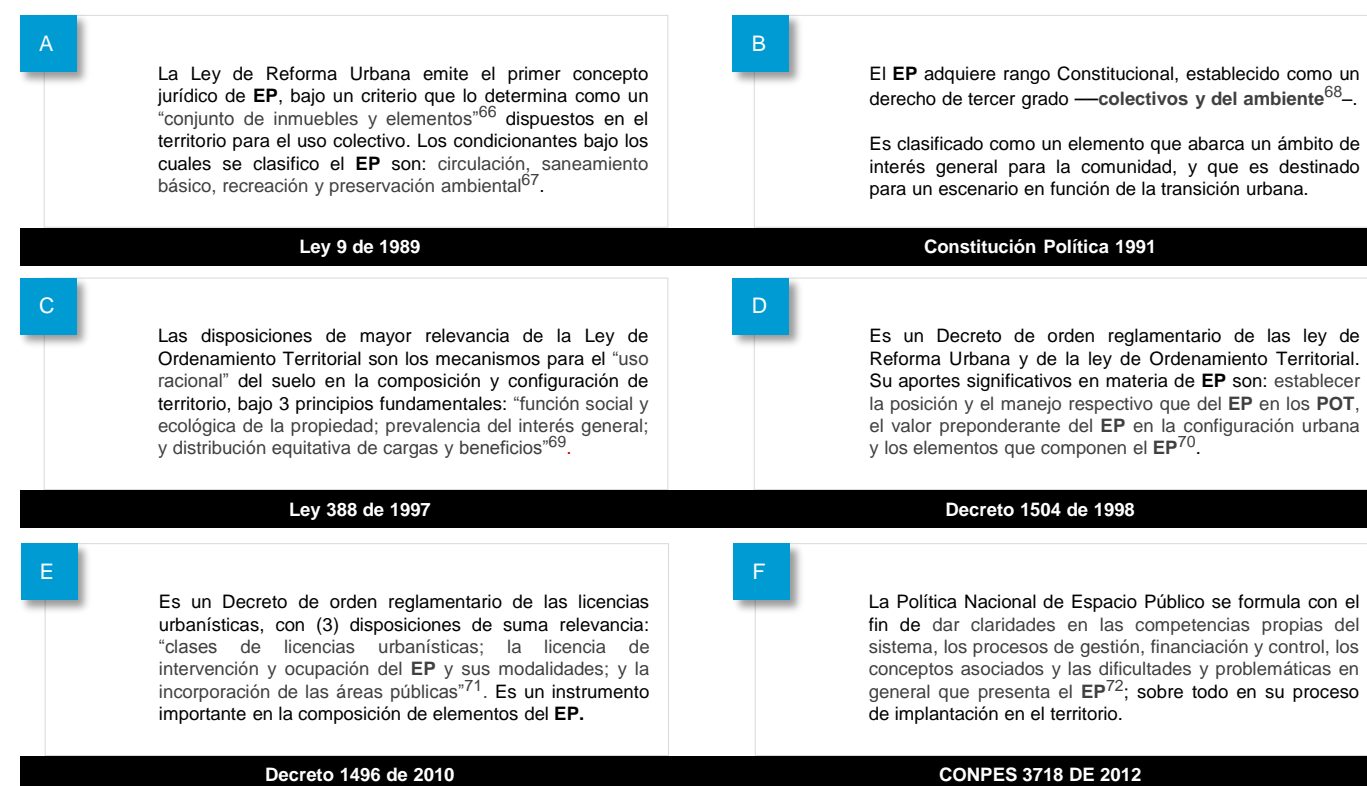 A
La Ley de Reforma Urbana emite el primer concepto
jurídico de EP, bajo un criterio que lo determina como un
“conjunto de inmuebles y elementos”66 dispuestos en el
territorio para el uso colectivo. Los condicionantes bajo los
cuales se clasifico el EP son: circulación, saneamiento
básico, recreación y preservación ambiental67.
Ley 9 de 1989
B
El EP adquiere rango Constitucional, establecido como un
derecho de tercer grado —colectivos y del ambiente68–.
Es clasificado como un elemento que abarca un ámbito de
interés general para la comunidad, y que es destinado
para un escenario en función de la transición urbana.
Constitución Política 1991
C
Las disposiciones de mayor relevancia de la Ley de
Ordenamiento Territorial son los mecanismos para el “uso
racional” del suelo en la composición y configuración de
territorio, bajo 3 principios fundamentales: “función social y
ecológica de la propiedad; prevalencia del interés general;
y distribución equitativa de cargas y beneficios”69.
Ley 388 de 1997
D
Es un Decreto de orden reglamentario de las ley de
Reforma Urbana y de la ley de Ordenamiento Territorial.
Su aportes significativos en materia de EP son: establecer
la posición y el manejo respectivo que del EP en los POT,
el valor preponderante del EP en la configuración urbana
y los elementos que componen el EP70.
Decreto 1504 de 1998
E
Es un Decreto de orden reglamentario de las licencias
urbanísticas, con (3) disposiciones de suma relevancia:
“clases de licencias urbanísticas; la licencia de
intervención y ocupación del EP y sus modalidades; y la
incorporación de las áreas públicas”71. Es un instrumento
importante en la composición de elementos del EP.
Decreto 1496 de 2010
F
La Política Nacional de Espacio Público se formula con el
fin de dar claridades en las competencias propias del
sistema, los procesos de gestión, financiación y control, los
conceptos asociados y las dificultades y problemáticas en
general que presenta el EP72; sobre todo en su proceso
de implantación en el territorio.
CONPES 3718 DE 2012